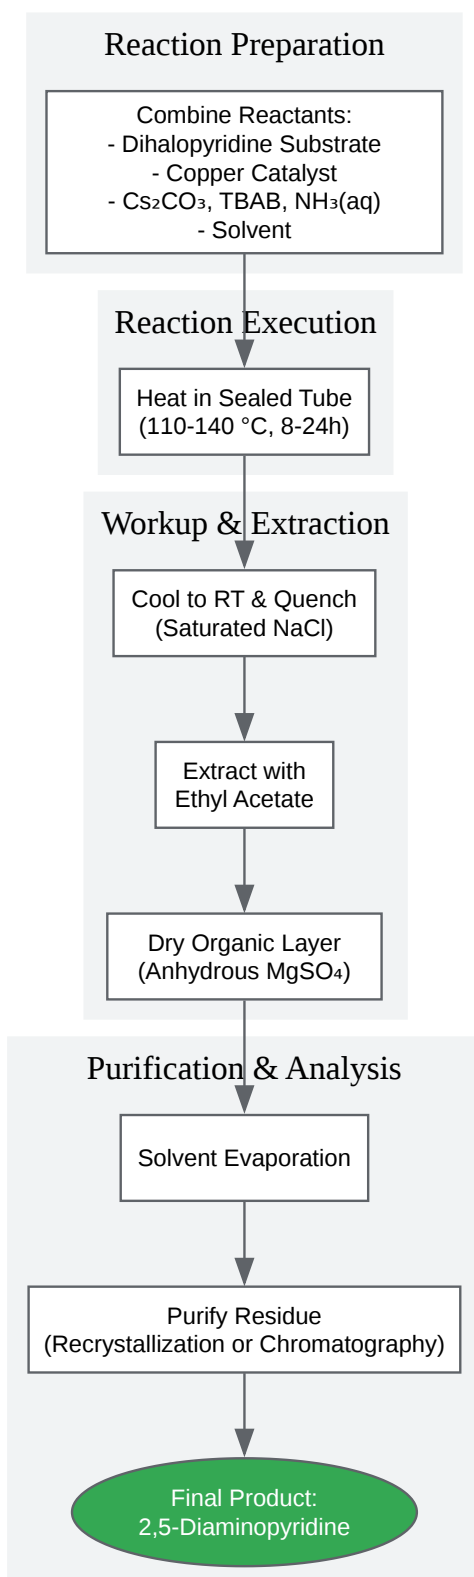 Reaction Preparation
Combine Reactants:
- Dihalopyridine Substrate
- Copper Catalyst
- Cs₂CO₃, TBAB, NH₃(aq)
- Solvent
Reaction Execution
Heat in Sealed Tube
(110-140 °C, 8-24h)
Workup & Extraction
Cool to RT & Quench
(Saturated NaCl)
Extract with
Ethyl Acetate
Dry Organic Layer
(Anhydrous MgSO₄)
Purification & Analysis
Solvent Evaporation
Purify Residue
(Recrystallization or Chromatography)
Final Product:
2,5-Diaminopyridine